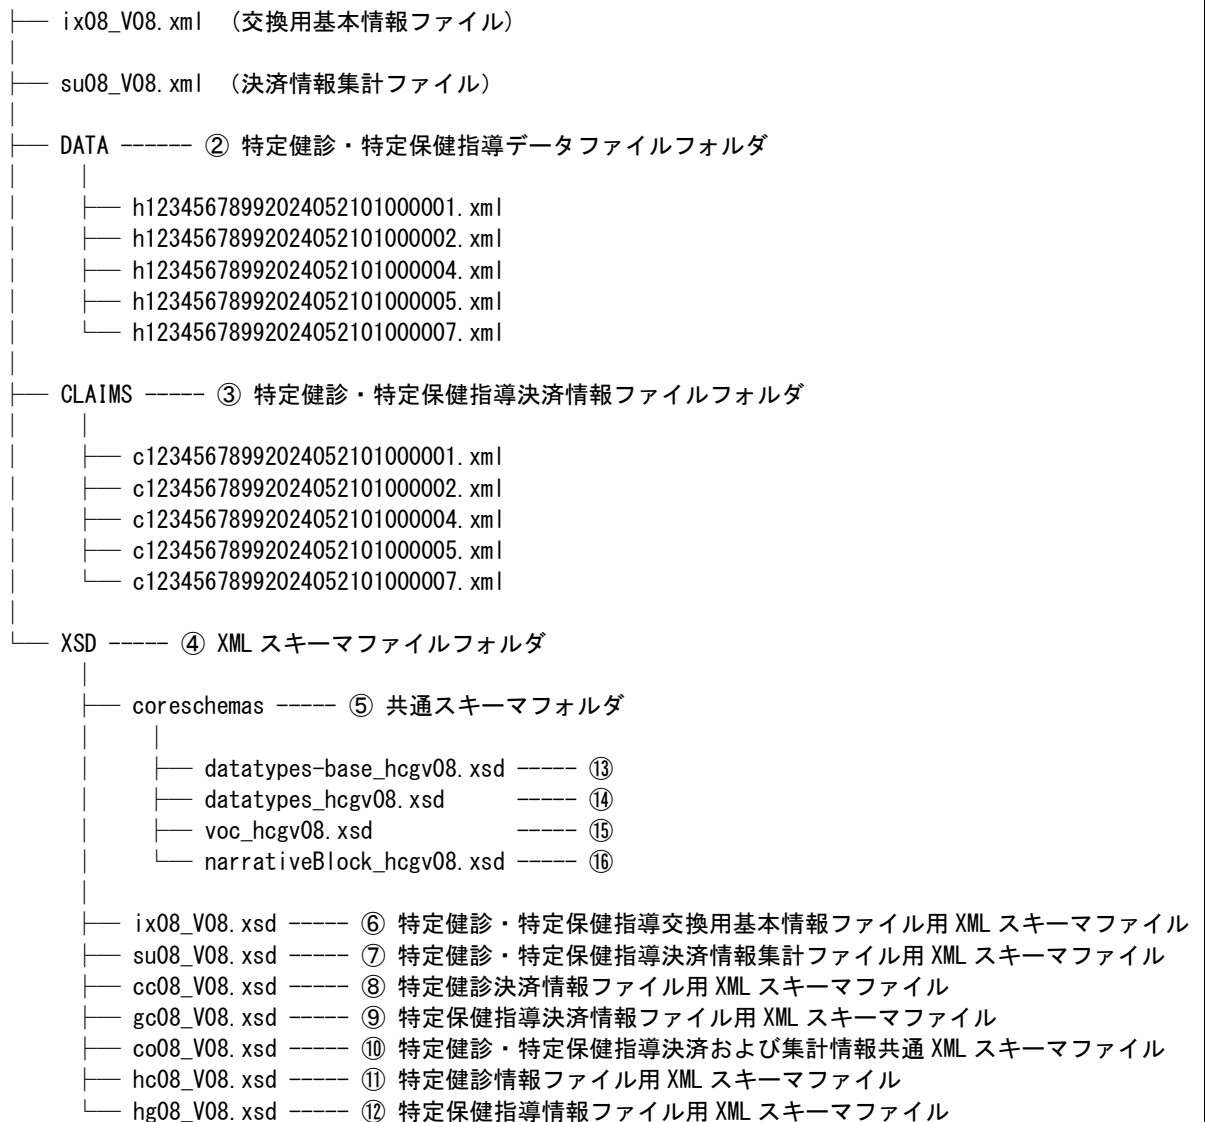 ├── ix08_V08.xml （交換用基本情報ファイル）
│
├── su08_V08.xml （決済情報集計ファイル）
│
├── DATA ------ ② 特定健診・特定保健指導データファイルフォルダ
│     │
│     ├── h12345678992024052101000001.xml
│     ├── h12345678992024052101000002.xml
│     ├── h12345678992024052101000004.xml
│     ├── h12345678992024052101000005.xml
│     └── h12345678992024052101000007.xml
│
├── CLAIMS ----- ③ 特定健診・特定保健指導決済情報ファイルフォルダ
│     │
│     ├── c12345678992024052101000001.xml
│     ├── c12345678992024052101000002.xml
│     ├── c12345678992024052101000004.xml
│     ├── c12345678992024052101000005.xml
│     └── c12345678992024052101000007.xml
│
└── XSD ----- ④ XML スキーマファイルフォルダ
      │
      ├── coreschemas ----- ⑤ 共通スキーマフォルダ
      │     │
      │     ├── datatypes-base_hcgv08.xsd ----- ⑬
      │     ├── datatypes_hcgv08.xsd      ----- ⑭
      │     ├── voc_hcgv08.xsd            ----- ⑮
      │     └── narrativeBlock_hcgv08.xsd ----- ⑯
      │
      ├── ix08_V08.xsd ----- ⑥ 特定健診・特定保健指導交換用基本情報ファイル用 XML スキーマファイル
      ├── su08_V08.xsd ----- ⑦ 特定健診・特定保健指導決済情報集計ファイル用 XML スキーマファイル
      ├── cc08_V08.xsd ----- ⑧ 特定健診決済情報ファイル用 XML スキーマファイル
      ├── gc08_V08.xsd ----- ⑨ 特定保健指導決済情報ファイル用 XML スキーマファイル
      ├── co08_V08.xsd ----- ⑩ 特定健診・特定保健指導決済および集計情報共通 XML スキーマファイル
      ├── hc08_V08.xsd ----- ⑪ 特定健診情報ファイル用 XML スキーマファイル
      └── hg08_V08.xsd ----- ⑫ 特定保健指導情報ファイル用 XML スキーマファイル